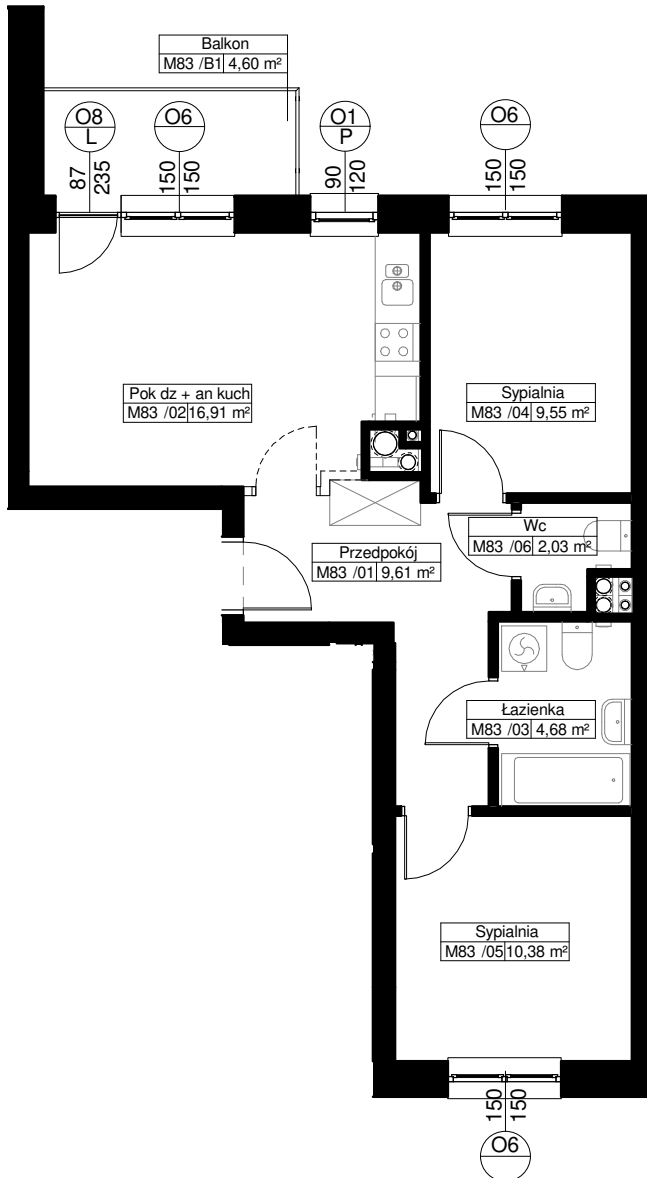 Balkon
M83 /B1 4,60 m²
O8
L
87
235
O6
150
150
O1
P
90
120
O6
150
150
Pok dz + an kuch
M83 /02 16,91 m²
Sypialnia
M83 /04 9,55 m²
Wc
M83 /06 2,03 m²
Przedpokój
M83 /01 9,61 m²
Łazienka
M83 /03 4,68 m²
Sypialnia
M83 /05 10,38 m²
150
150
O6